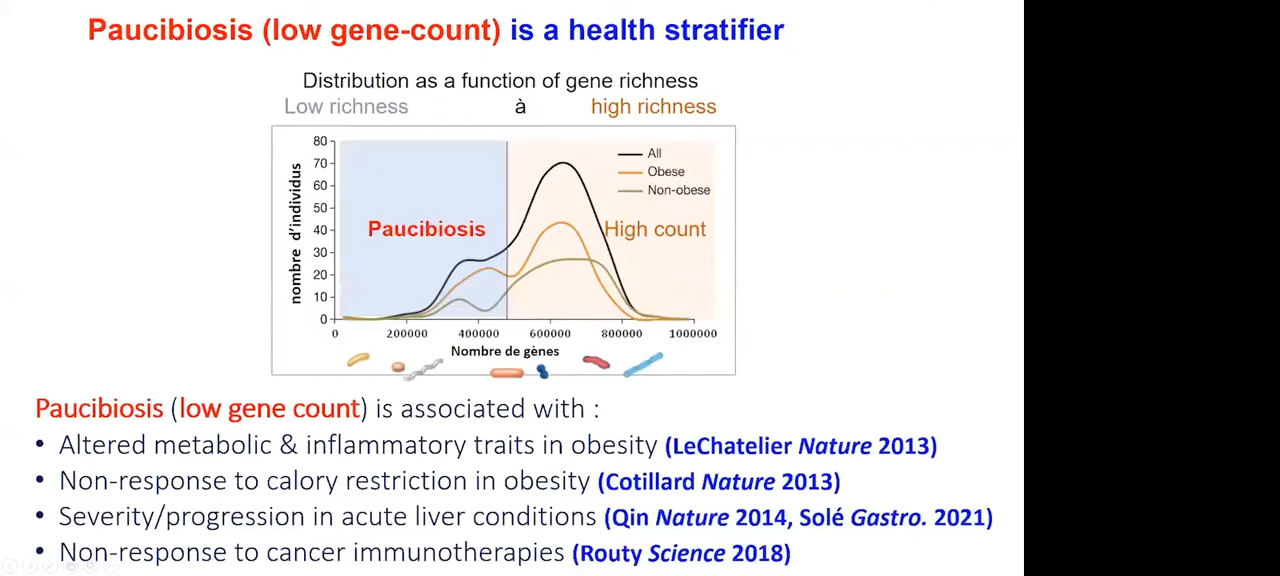 Paucibiosis (low gene-count) is a health stratifier
Distribution as a function of gene richness
Low richness à high richness
80
70
60
50
40
30
20
10
0
nombre d'individus
All
Obese
Non-obese
Paucibiosis
High count
0 200000 400000 600000 800000 1000000
Nombre de gènes
Paucibiosis (low gene count) is associated with :
• Altered metabolic & inflammatory traits in obesity (LeChatelier Nature 2013)
• Non-response to calory restriction in obesity (Cotillard Nature 2013)
• Severity/progression in acute liver conditions (Qin Nature 2014, Solé Gastro. 2021)
• Non-response to cancer immunotherapies (Routy Science 2018)